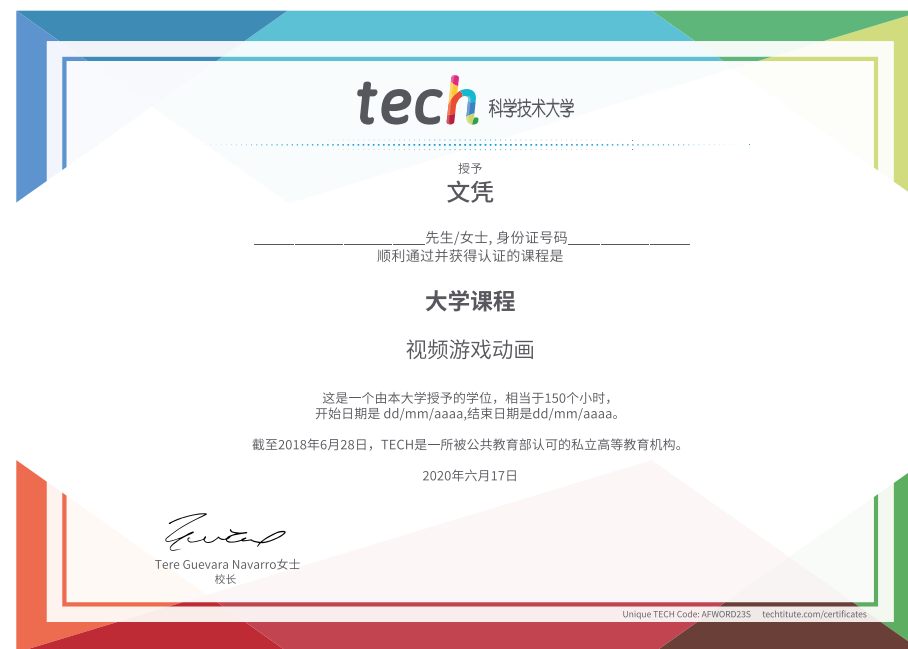 tech 科学技术大学
授予
文凭
______________________先生/女士, 身份证号码________________
顺利通过并获得认证的课程是
大学课程
视频游戏动画
这是一个由本大学授予的学位，相当于150个小时，
开始日期是 dd/mm/aaaa,结束日期是dd/mm/aaaa。
截至2018年6月28日，TECH是一所被公共教育部认可的私立高等教育机构。
2020年六月17日
Tere Guevara Navarro女士
校长
Unique TECH Code: AFWORD23S techtitute.com/certificates